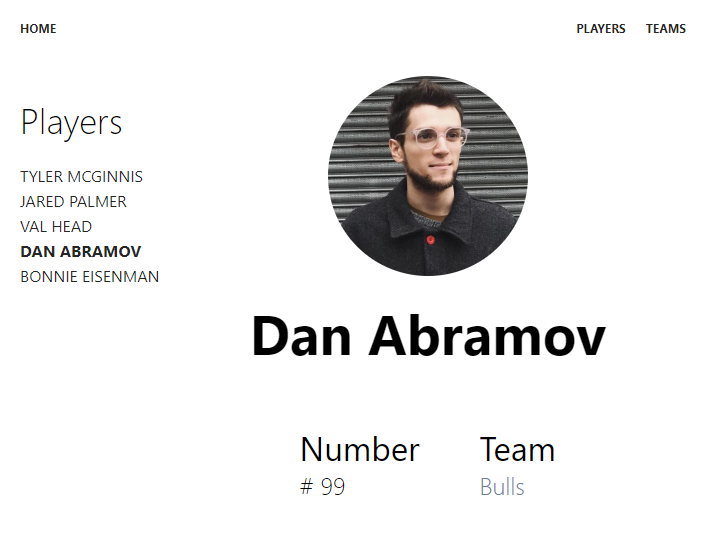 HOME
PLAYERS TEAMS
Players
TYLER MCGINNIS
JARED PALMER
VAL HEAD
DAN ABRAMOV
BONNIE EISENMAN
Dan Abramov
Number
# 99
Team
Bulls